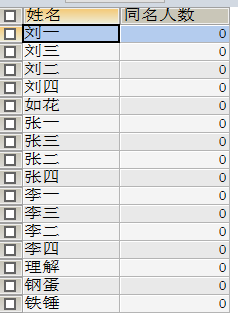 姓名 同名人数
刘一 0
刘三 0
刘二 0
刘四 0
如花 0
张一 0
张三 0
张二 0
张四 0
李一 0
李三 0
李二 0
李四 0
理解 0
钢蛋 0
铁锤 0